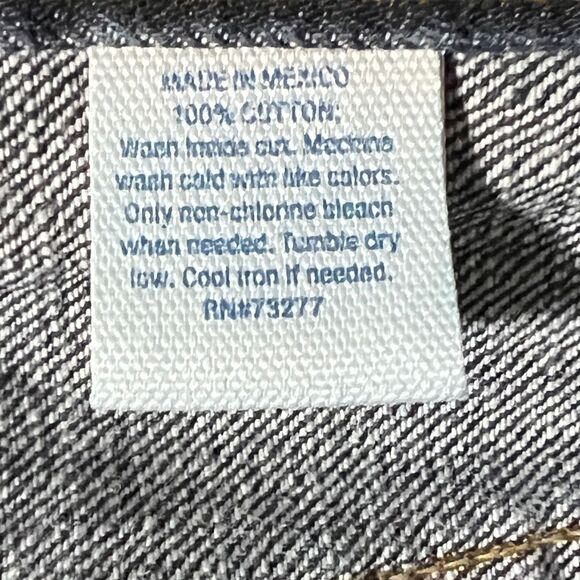 MADE IN MEXICO
100% COTTON;
Wash inside out. Machine
wash cold with like colors.
Only non-chlorine bleach
when needed. Tumble dry
low. Cool iron if needed.
RN#73277